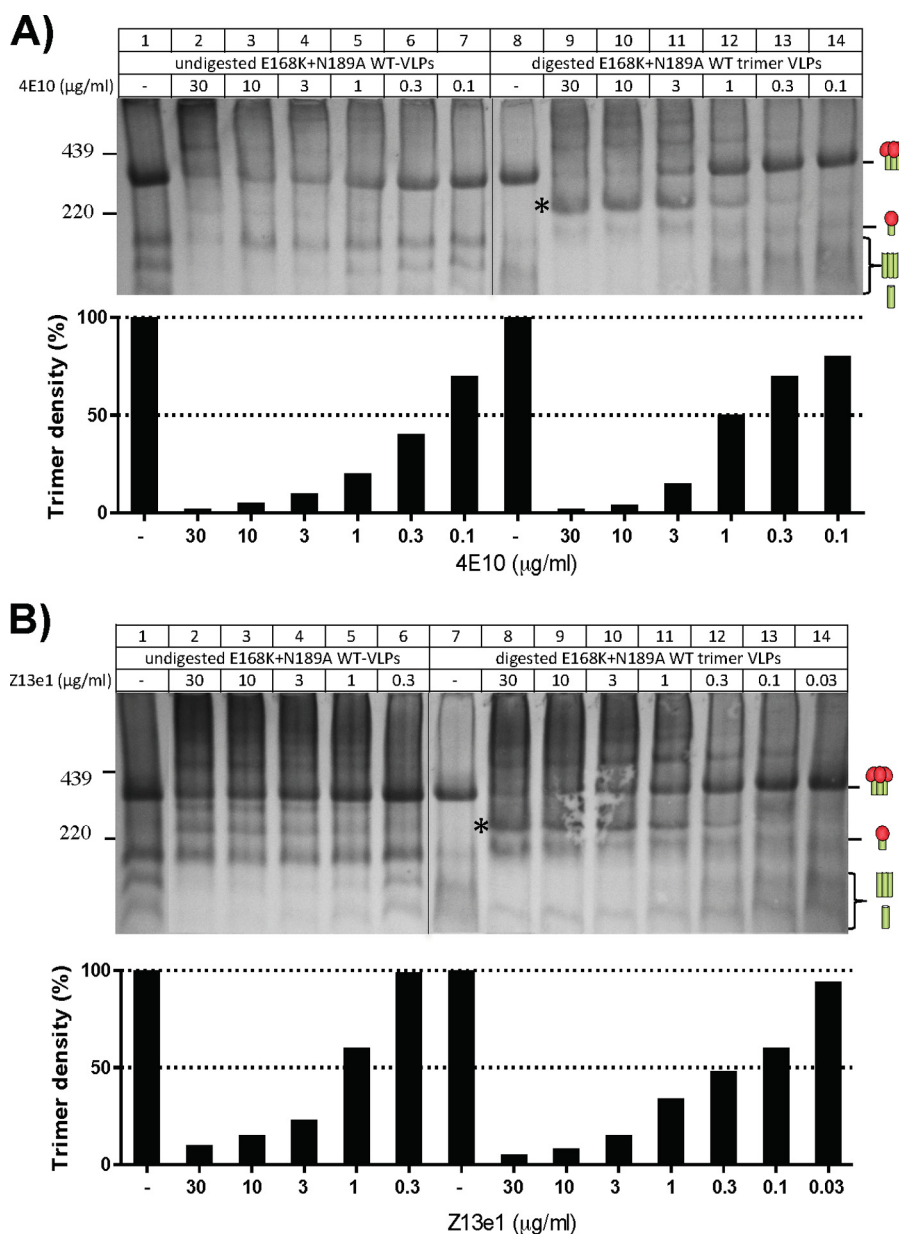 A)
1 2 3 4 5 6 7 8 9 10 11 12 13 14
undigested E168K+N189A WT-VLPs digested E168K+N189A WT trimer VLPs
4E10 (µg/ml) - 30 10 3 1 0.3 0.1 - 30 10 3 1 0.3 0.1
439
220
*
100
50
0
Trimer density (%)
- 30 10 3 1 0.3 0.1 - 30 10 3 1 0.3 0.1
4E10 (µg/ml)
B)
1 2 3 4 5 6 7 8 9 10 11 12 13 14
undigested E168K+N189A WT-VLPs digested E168K+N189A WT trimer VLPs
Z13e1 (µg/ml) - 30 10 3 1 0.3 - 30 10 3 1 0.3 0.1 0.03
439
220
*
100
50
0
Trimer density (%)
- 30 10 3 1 0.3 - 30 10 3 1 0.3 0.1 0.03
Z13e1 (µg/ml)